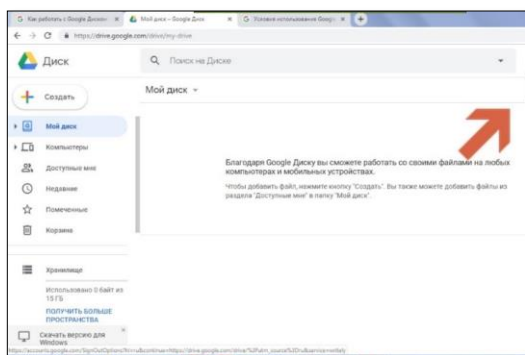 Как работать с Google Диском
Мой диск – Google Диск
Условия использования Google
https://drive.google.com/drive/my-drive
Диск
Поиск на Диске
Создать
Мой диск
Мой диск
Компьютеры
Доступные мне
Недавние
Помеченные
Корзина
Благодаря Google Диску вы сможете работать со своими файлами на любых
компьютерах и мобильных устройствах.
Чтобы добавить файл, нажмите кнопку "Создать". Вы также можете добавить файлы из
раздела "Доступные мне" в папку "Мой диск".
Хранилище
Использовано 0 байт из
15 ГБ
ПОЛУЧИТЬ БОЛЬШЕ
ПРОСТРАНСТВА
Скачать версию для
Windows